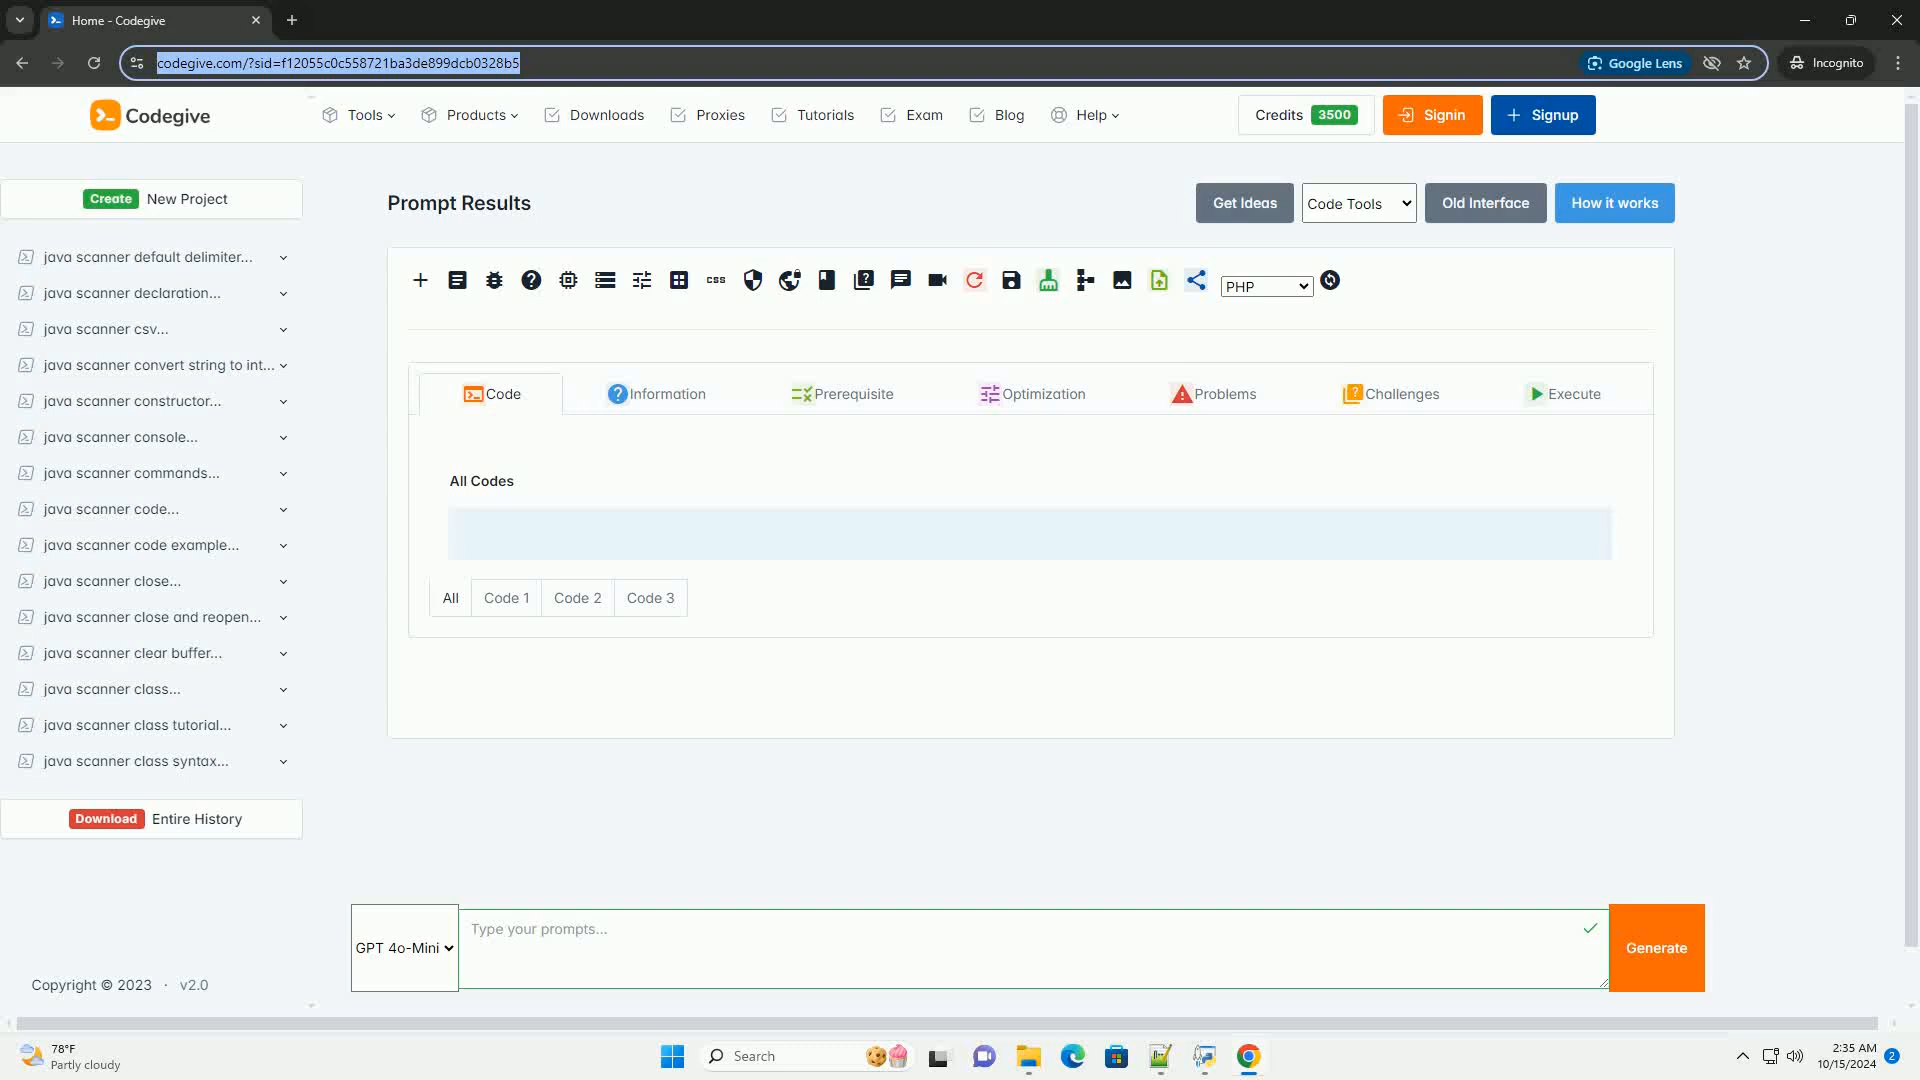 Home - Codegive
codegive.com/?sid=f12055c0c558721ba3de899dcb0328b5
Google Lens
Incognito
Codegive
Tools
Products
Downloads
Proxies
Tutorials
Exam
Blog
Help
Credits 3500
Signin
Signup
Create New Project
Prompt Results
Get Ideas
Code Tools
Old Interface
How it works
java scanner default delimiter...
java scanner declaration...
java scanner csv...
java scanner convert string to int...
java scanner constructor...
java scanner console...
java scanner commands...
java scanner code...
java scanner code example...
java scanner close...
java scanner close and reopen...
java scanner clear buffer...
java scanner class...
java scanner class tutorial...
java scanner class syntax...
Download Entire History
Copyright © 2023 · v2.0
css
PHP
Code
Information
Prerequisite
Optimization
Problems
Challenges
Execute
All Codes
All
Code 1
Code 2
Code 3
GPT 4o-Mini
Type your prompts...
Generate
78°F
Partly cloudy
Search
2:35 AM
10/15/2024
2